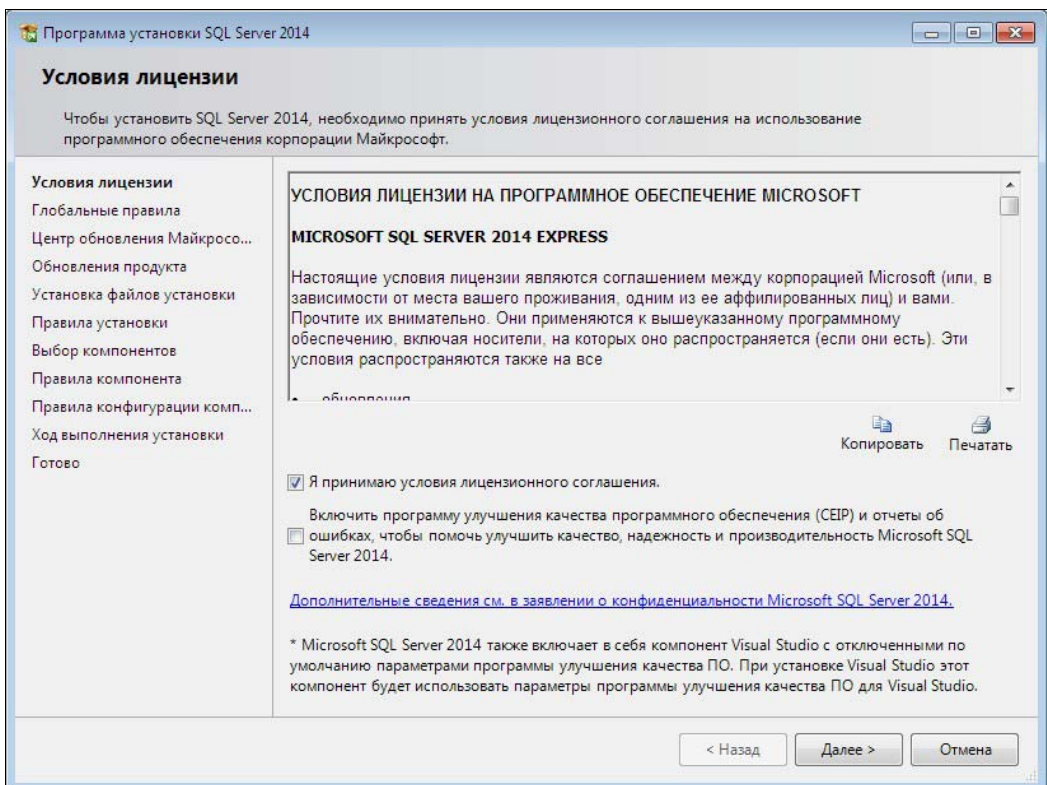 Программа установки SQL Server 2014
Условия лицензии
Чтобы установить SQL Server 2014, необходимо принять условия лицензионного соглашения на использование
программного обеспечения корпорации Майкрософт.
Условия лицензии
Глобальные правила
Центр обновления Майкросо...
Обновления продукта
Установка файлов установки
Правила установки
Выбор компонентов
Правила компонента
Правила конфигурации комп...
Ход выполнения установки
Готово
УСЛОВИЯ ЛИЦЕНЗИИ НА ПРОГРАММНОЕ ОБЕСПЕЧЕНИЕ MICROSOFT
MICROSOFT SQL SERVER 2014 EXPRESS
Настоящие условия лицензии являются соглашением между корпорацией Microsoft (или, в
зависимости от места вашего проживания, одним из ее аффилированных лиц) и вами.
Прочтите их внимательно. Они применяются к вышеуказанному программному
обеспечению, включая носители, на которых оно распространяется (если они есть). Эти
условия распространяются также на все
• обновления
Копировать
Печатать
Я принимаю условия лицензионного соглашения.
Включить программу улучшения качества программного обеспечения (CEIP) и отчеты об
ошибках, чтобы помочь улучшить качество, надежность и производительность Microsoft SQL
Server 2014.
Дополнительные сведения см. в заявлении о конфиденциальности Microsoft SQL Server 2014.
* Microsoft SQL Server 2014 также включает в себя компонент Visual Studio с отключенными по
умолчанию параметрами программы улучшения качества ПО. При установке Visual Studio этот
компонент будет использовать параметры программы улучшения качества ПО для Visual Studio.
< Назад
Далее >
Отмена